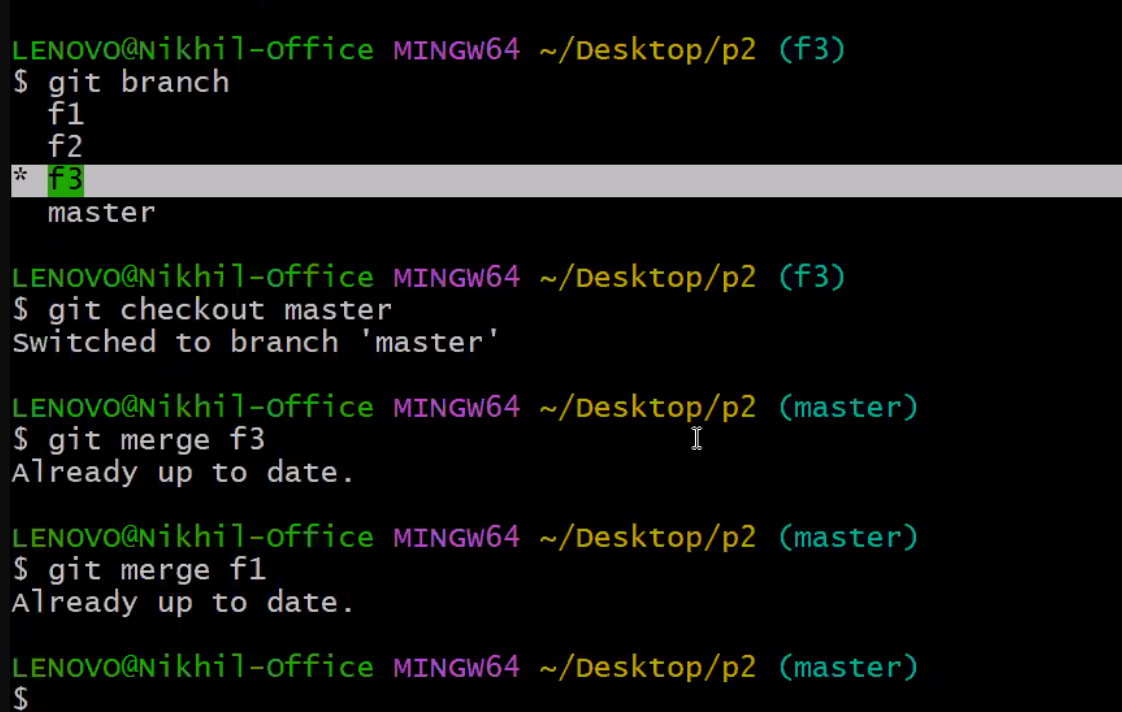 LENOVO@Nikhil-Office MINGW64 ~/Desktop/p2 (f3)
$ git branch
  f1
  f2
* f3
  master
LENOVO@Nikhil-Office MINGW64 ~/Desktop/p2 (f3)
$ git checkout master
Switched to branch 'master'
LENOVO@Nikhil-Office MINGW64 ~/Desktop/p2 (master)
$ git merge f3
Already up to date.
LENOVO@Nikhil-Office MINGW64 ~/Desktop/p2 (master)
$ git merge f1
Already up to date.
LENOVO@Nikhil-Office MINGW64 ~/Desktop/p2 (master)
$